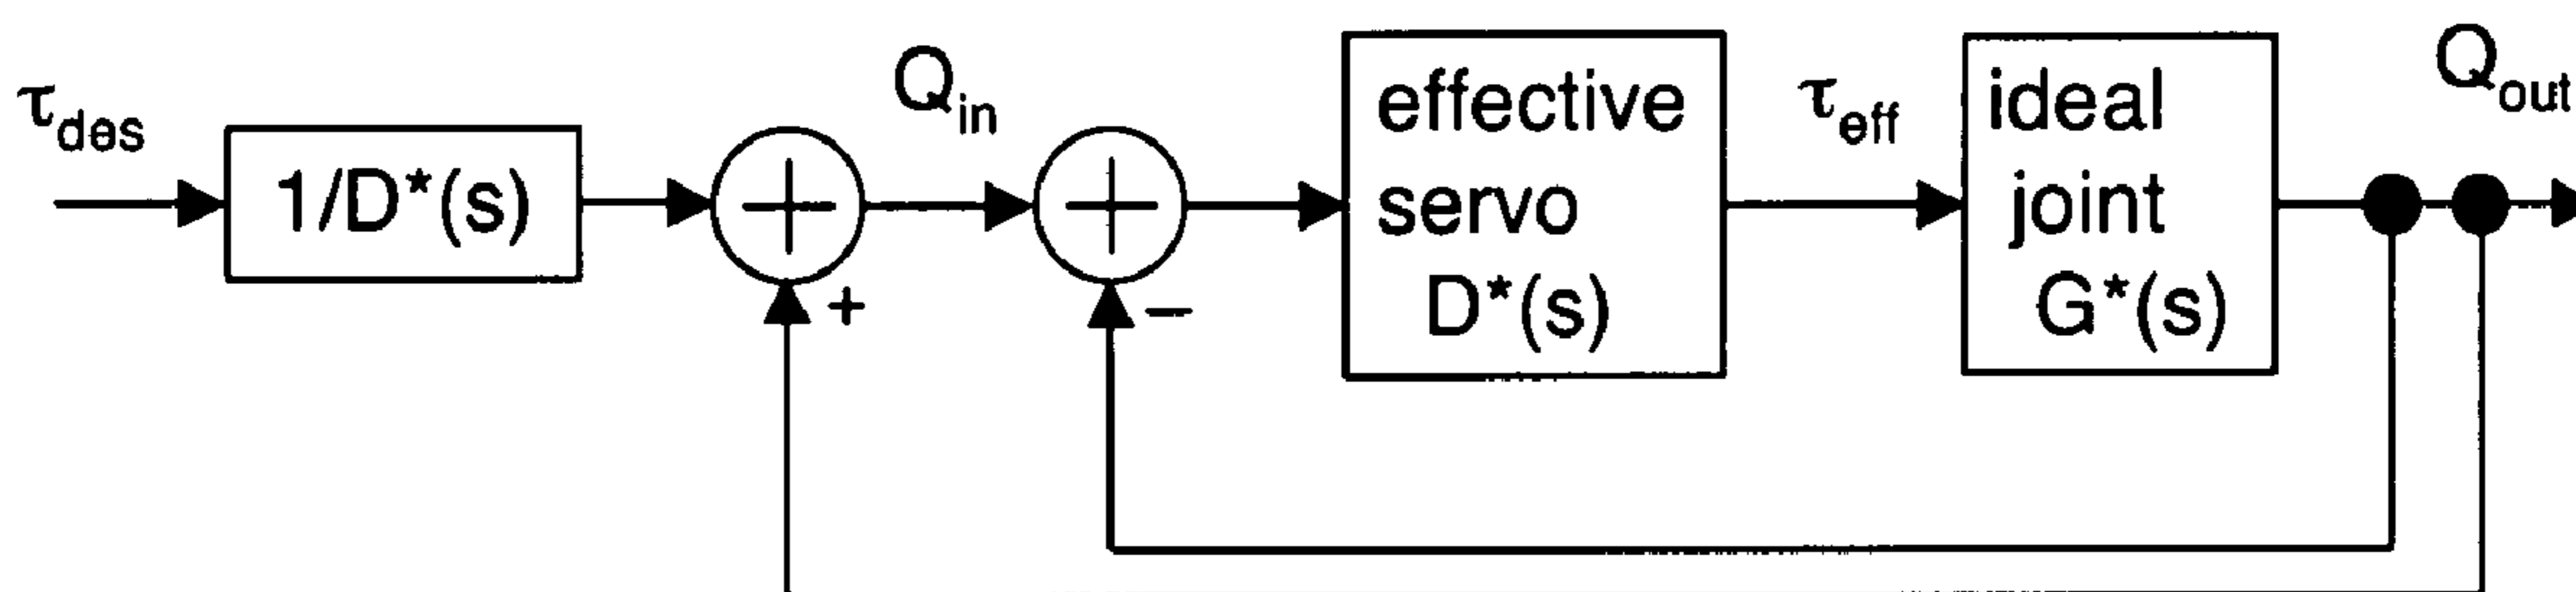 τdes
1/D*(s)
+
Qin
−
effective
servo
D*(s)
τeff
ideal
joint
G*(s)
Qout